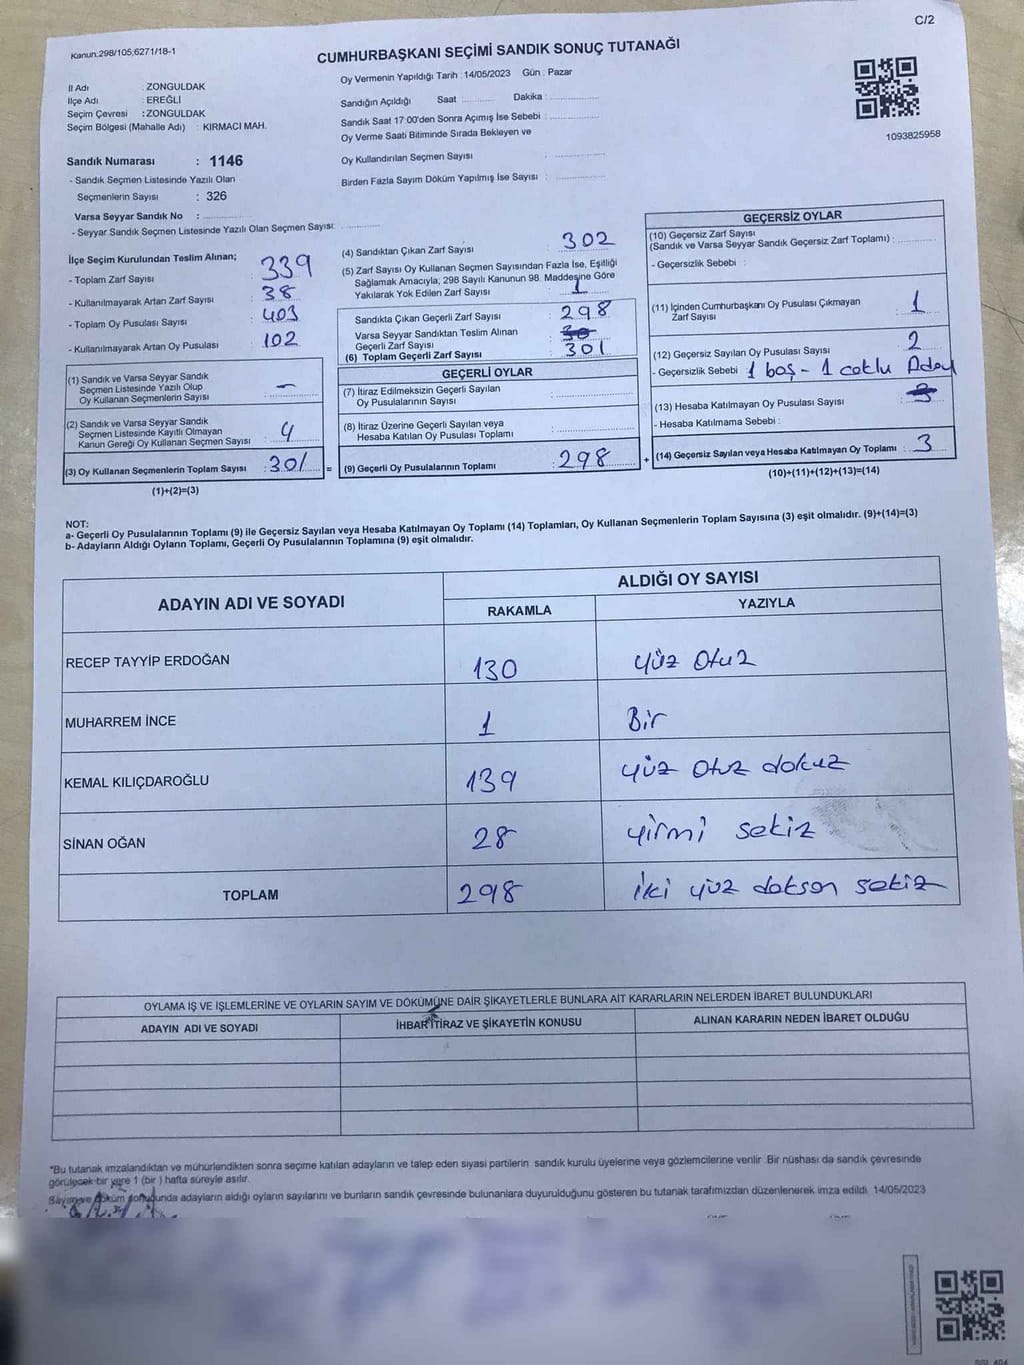 C/2
Kanun:298/105;6271/18-1
CUMHURBAŞKANI SEÇİMİ SANDIK SONUÇ TUTANAĞI
Oy Vermenin Yapıldığı Tarih : 14/05/2023 Gün : Pazar
İl Adı : ZONGULDAK
İlçe Adı : EREĞLİ
Seçim Çevresi : ZONGULDAK
Seçim Bölgesi (Mahalle Adı) : KIRMACI MAH.
Sandığın Açıldığı Saat ............ Dakika ................
Sandık Saat 17:00'den Sonra Açımış İse Sebebi : ................
Oy Verme Saati Bitiminde Sırada Bekleyen ve
Oy Kullandırılan Seçmen Sayısı : ................
Birden Fazla Sayım Döküm Yapılmış İse Sayısı : ................
1093825958
Sandık Numarası : 1146
- Sandık Seçmen Listesinde Yazılı Olan
Seçmenlerin Sayısı : 326
Varsa Seyyar Sandık No : ................
- Seyyar Sandık Seçmen Listesinde Yazılı Olan Seçmen Sayısı: ............
İlçe Seçim Kurulundan Teslim Alınan;
- Toplam Zarf Sayısı : 339
- Kullanılmayarak Artan Zarf Sayısı : 38
- Toplam Oy Pusulası Sayısı : 403
- Kullanılmayarak Artan Oy Pusulası : 102
(1) Sandık ve Varsa Seyyar Sandık
Seçmen Listesinde Yazılı Olup
Oy Kullanan Seçmenlerin Sayısı : –
(2) Sandık ve Varsa Seyyar Sandık
Seçmen Listesinde Kayıtlı Olmayan
Kanun Gereği Oy Kullanan Seçmen Sayısı : 4
(3) Oy Kullanan Seçmenlerin Toplam Sayısı : 301 =
(1)+(2)=(3)
(4) Sandıktan Çıkan Zarf Sayısı : 302
(5) Zarf Sayısı Oy Kullanan Seçmen Sayısından Fazla İse, Eşitliği
Sağlamak Amacıyla, 298 Sayılı Kanunun 98. Maddesine Göre
Yakılarak Yok Edilen Zarf Sayısı : 1
Sandıkta Çıkan Geçerli Zarf Sayısı : 298
Varsa Seyyar Sandıktan Teslim Alınan
Geçerli Zarf Sayısı :
(6) Toplam Geçerli Zarf Sayısı : 301
GEÇERLİ OYLAR
(7) İtiraz Edilmeksizin Geçerli Sayılan
Oy Pusulalarının Sayısı : ................
(8) İtiraz Üzerine Geçerli Sayılan veya
Hesaba Katılan Oy Pusulası Toplamı : ................
(9) Geçerli Oy Pusulalarının Toplamı : 298 +
GEÇERSİZ OYLAR
(10) Geçersiz Zarf Sayısı
(Sandık ve Varsa Seyyar Sandık Geçersiz Zarf Toplamı) : ............
- Geçersizlik Sebebi :
(11) İçinden Cumhurbaşkanı Oy Pusulası Çıkmayan
Zarf Sayısı : 1
(12) Geçersiz Sayılan Oy Pusulası Sayısı : 2
- Geçersizlik Sebebi 1 boş - 1 coklu Aday
(13) Hesaba Katılmayan Oy Pusulası Sayısı :
- Hesaba Katılmama Sebebi :
(14) Geçersiz Sayılan veya Hesaba Katılmayan Oy Toplamı : 3
(10)+(11)+(12)+(13)=(14)
NOT:
a- Geçerli Oy Pusulalarının Toplamı (9) ile Geçersiz Sayılan veya Hesaba Katılmayan Oy Toplamı (14) Toplamları, Oy Kullanan Seçmenlerin Toplam Sayısına (3) eşit olmalıdır. (9)+(14)=(3)
b- Adayların Aldığı Oyların Toplamı, Geçerli Oy Pusulalarının Toplamına (9) eşit olmalıdır.
ADAYIN ADI VE SOYADI
ALDIĞI OY SAYISI
RAKAMLA YAZIYLA
RECEP TAYYİP ERDOĞAN 130 yüz otuz
MUHARREM İNCE 1 Bir
KEMAL KILIÇDAROĞLU 139 yüz otuz dokuz
SİNAN OĞAN 28 yirmi sekiz
TOPLAM 298 iki yüz doksan sekiz
OYLAMA İŞ VE İŞLEMLERİNE VE OYLARIN SAYIM VE DÖKÜMÜNE DAİR ŞİKAYETLERLE BUNLARA AİT KARARLARIN NELERDEN İBARET BULUNDUKLARI
ADAYIN ADI VE SOYADI İHBAR İTİRAZ VE ŞİKAYETİN KONUSU ALINAN KARARIN NEDEN İBARET OLDUĞU
*Bu tutanak imzalandıktan ve mühürlendikten sonra seçime katılan adayların ve talep eden siyasi partilerin sandık kurulu üyelerine veya gözlemcilerine verilir .Bir nüshası da sandık çevresinde
görülecek bir yere 1 (bir ) hafta süreyle asılır.
Sayım ve döküm sonuçunda adayların aldığı oyların sayılarını ve bunların sandık çevresinde bulunanlara duyurulduğunu gösteren bu tutanak tarafımızdan düzenlenerek imza edildi. 14/05/2023